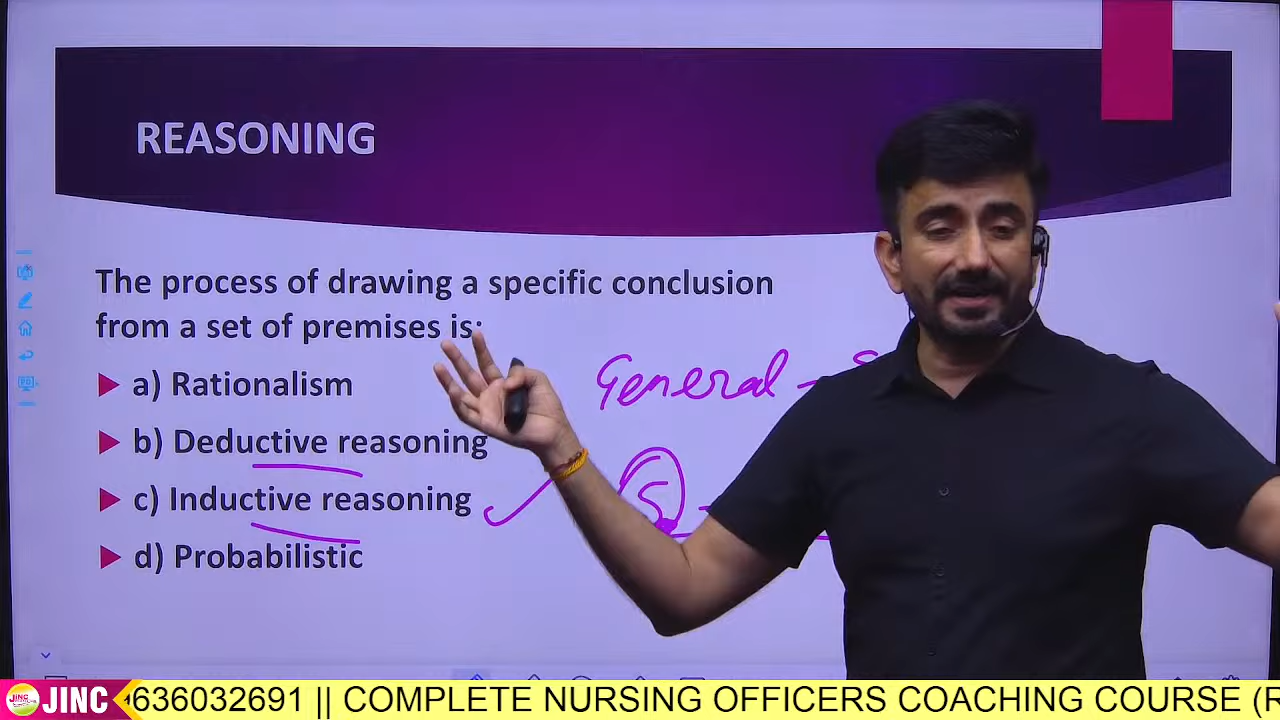 REASONING
The process of drawing a specific conclusion
from a set of premises is:
a) Rationalism
b) Deductive reasoning
c) Inductive reasoning
d) Probabilistic
General - S
S -
JINC 4636032691 || COMPLETE NURSING OFFICERS COACHING COURSE (R